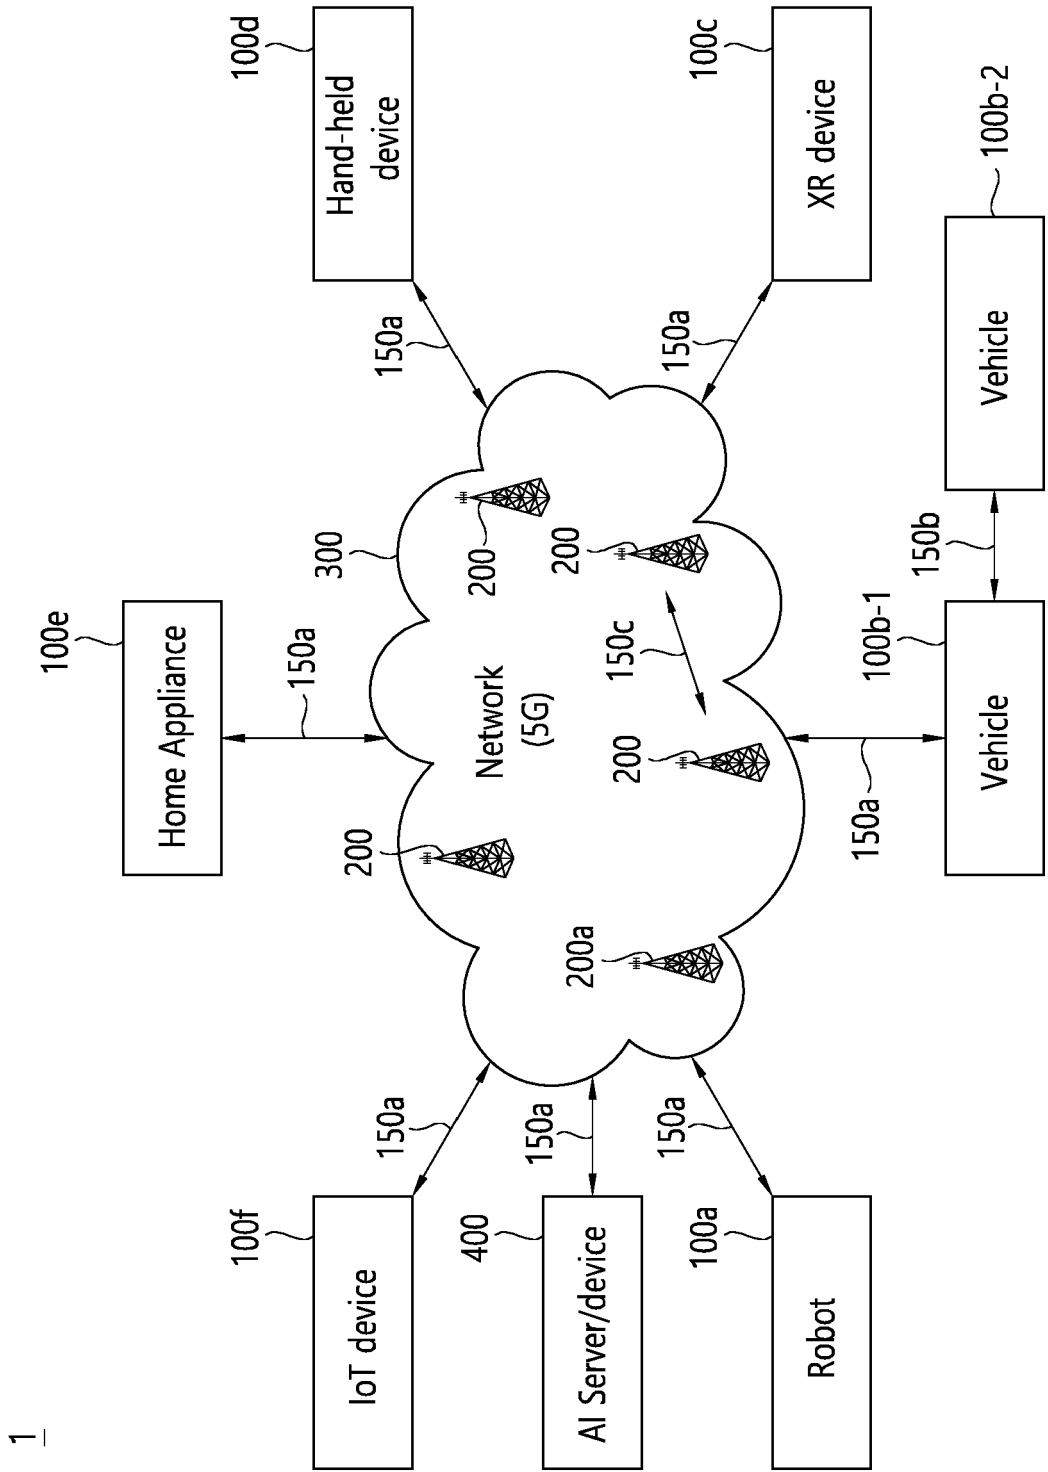 1
100e
Home Appliance
150a
100f
IoT device
150a
300
100d
Hand-held
device
150a
200
200
Network
(5G)
400
AI Server/device
150a
200a
200
150c
200
100a
Robot
150a
150a
100c
XR device
150a
100b-1
Vehicle
150b
100b-2
Vehicle